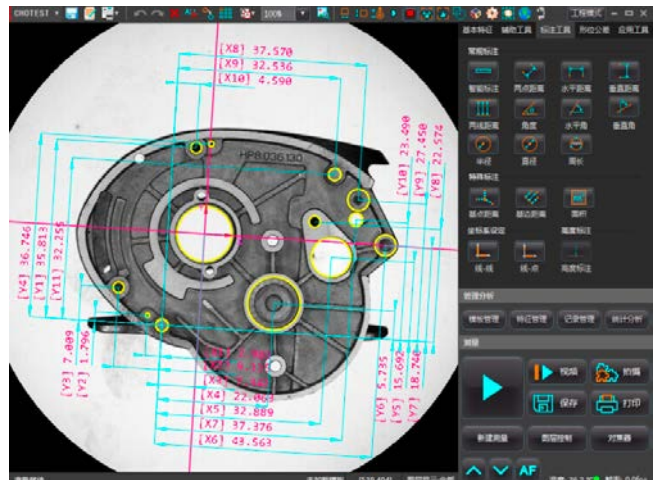 CHOTEST
100%
工程模式
基本特征 辅助工具 标注工具 形位公差 应用工具
常规标注
智能标注 两点距离 水平距离 垂直距离
两线距离 角度 水平角 垂直角
半径 直径 周长
特殊标注
基点距离 基边距离 面积
坐标系设定 高度标注
线-线 线-点 高度标注
管理分析
模板管理 特征管理 记录管理 统计分析
测量
视频 拍摄
保存 打印
新建测量 图层控制 对焦器
AF
[X8] 37.570
[X9] 32.536
[X10] 4.590
[Y10] 23.490
[Y9] 27.450
[Y8] 22.574
HP8.036130
[Y4] 36.746
[Y1] 35.813
[Y11] 32.255
[Y3] 7.009
[Y2] 1.796
[X4] 22.063
[X5] 32.889
[X7] 37.376
[X6] 43.563
[Y6] 5.735
[Y5] 15.692
[Y7] 18.740